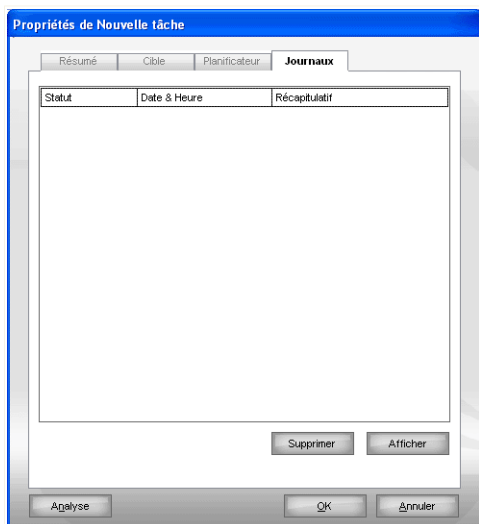 Propriétés de Nouvelle tâche
Résumé Cible Planificateur Journaux
Statut Date & Heure Récapitulatif
Supprimer Afficher
Analyse OK Annuler